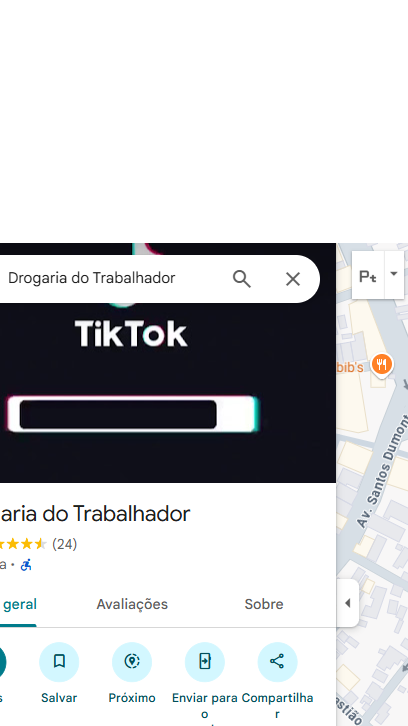 Drogaria do Trabalhador
TikTok
aria do Trabalhador
(24)
a •
geral Avaliações Sobre
s Salvar Próximo Enviar para o Compartilhar
bib's
Av. Santos Dumont